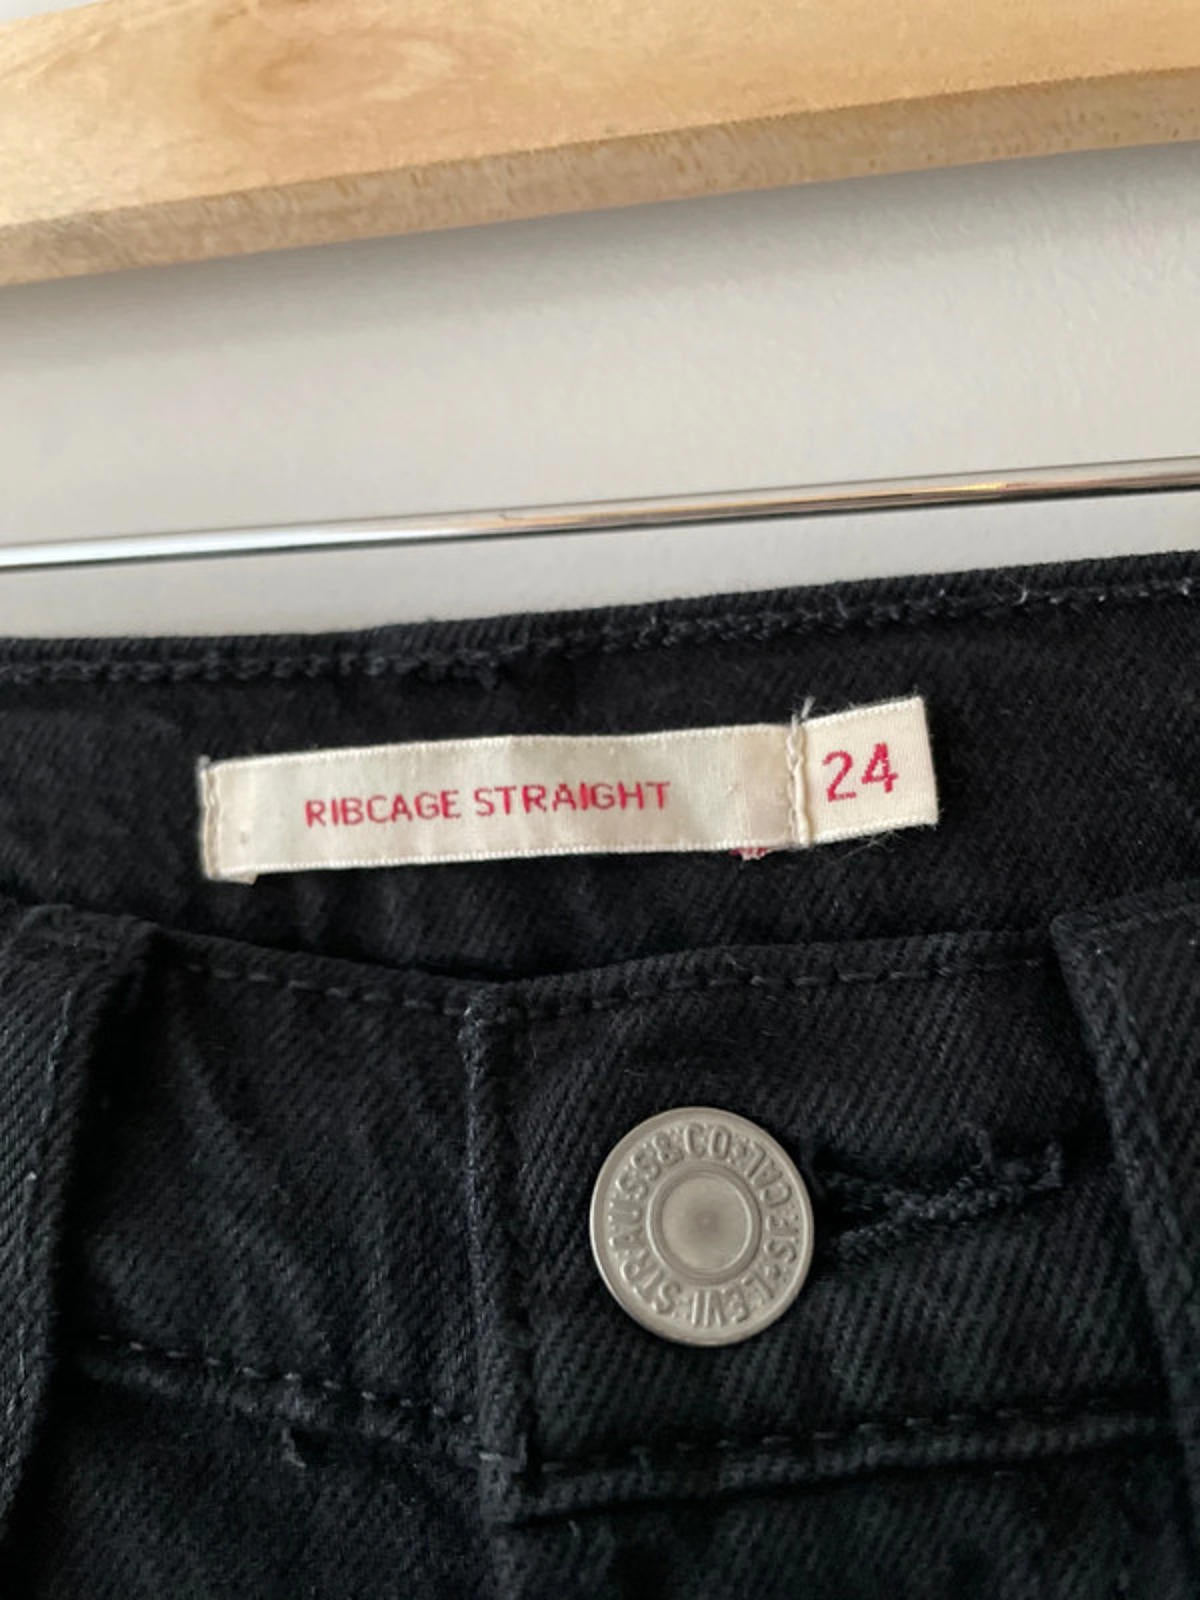 RIBCAGE STRAIGHT
24
LEVI STRAUSS & CO. S.F. CAL.